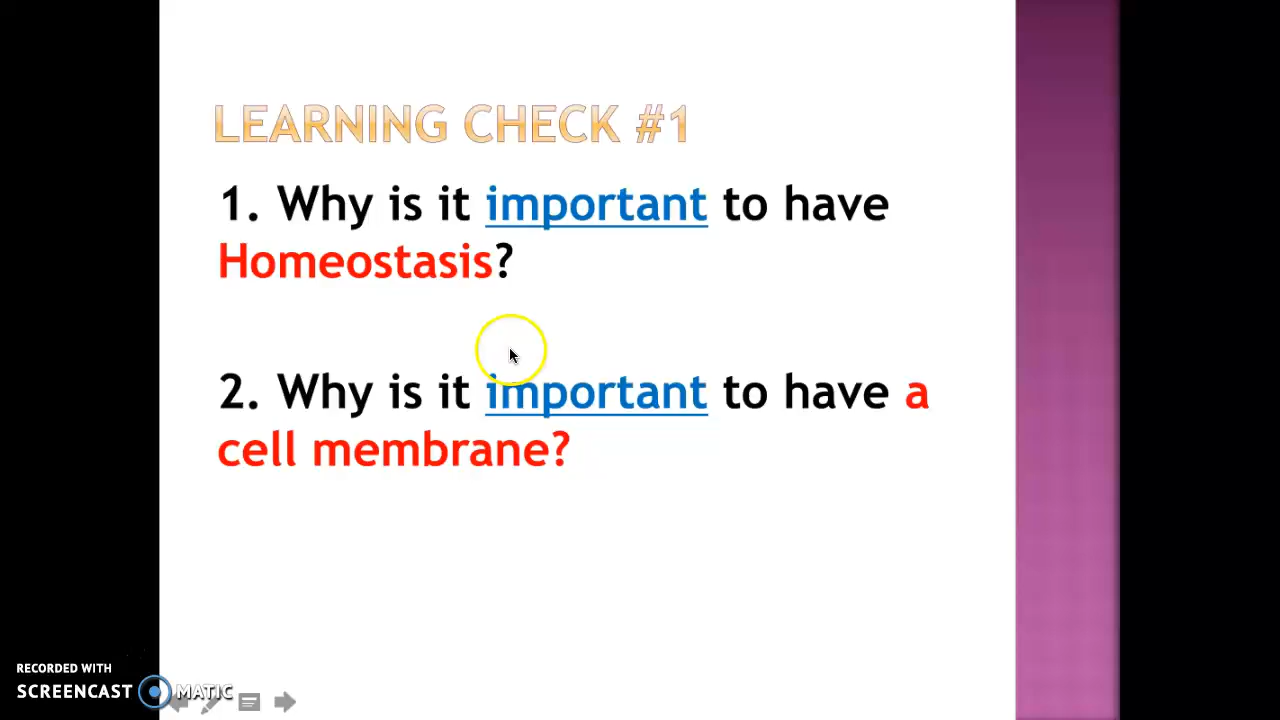 LEARNING CHECK #1
1. Why is it important to have
Homeostasis?
2. Why is it important to have a
cell membrane?
RECORDED WITH
SCREENCAST MATIC